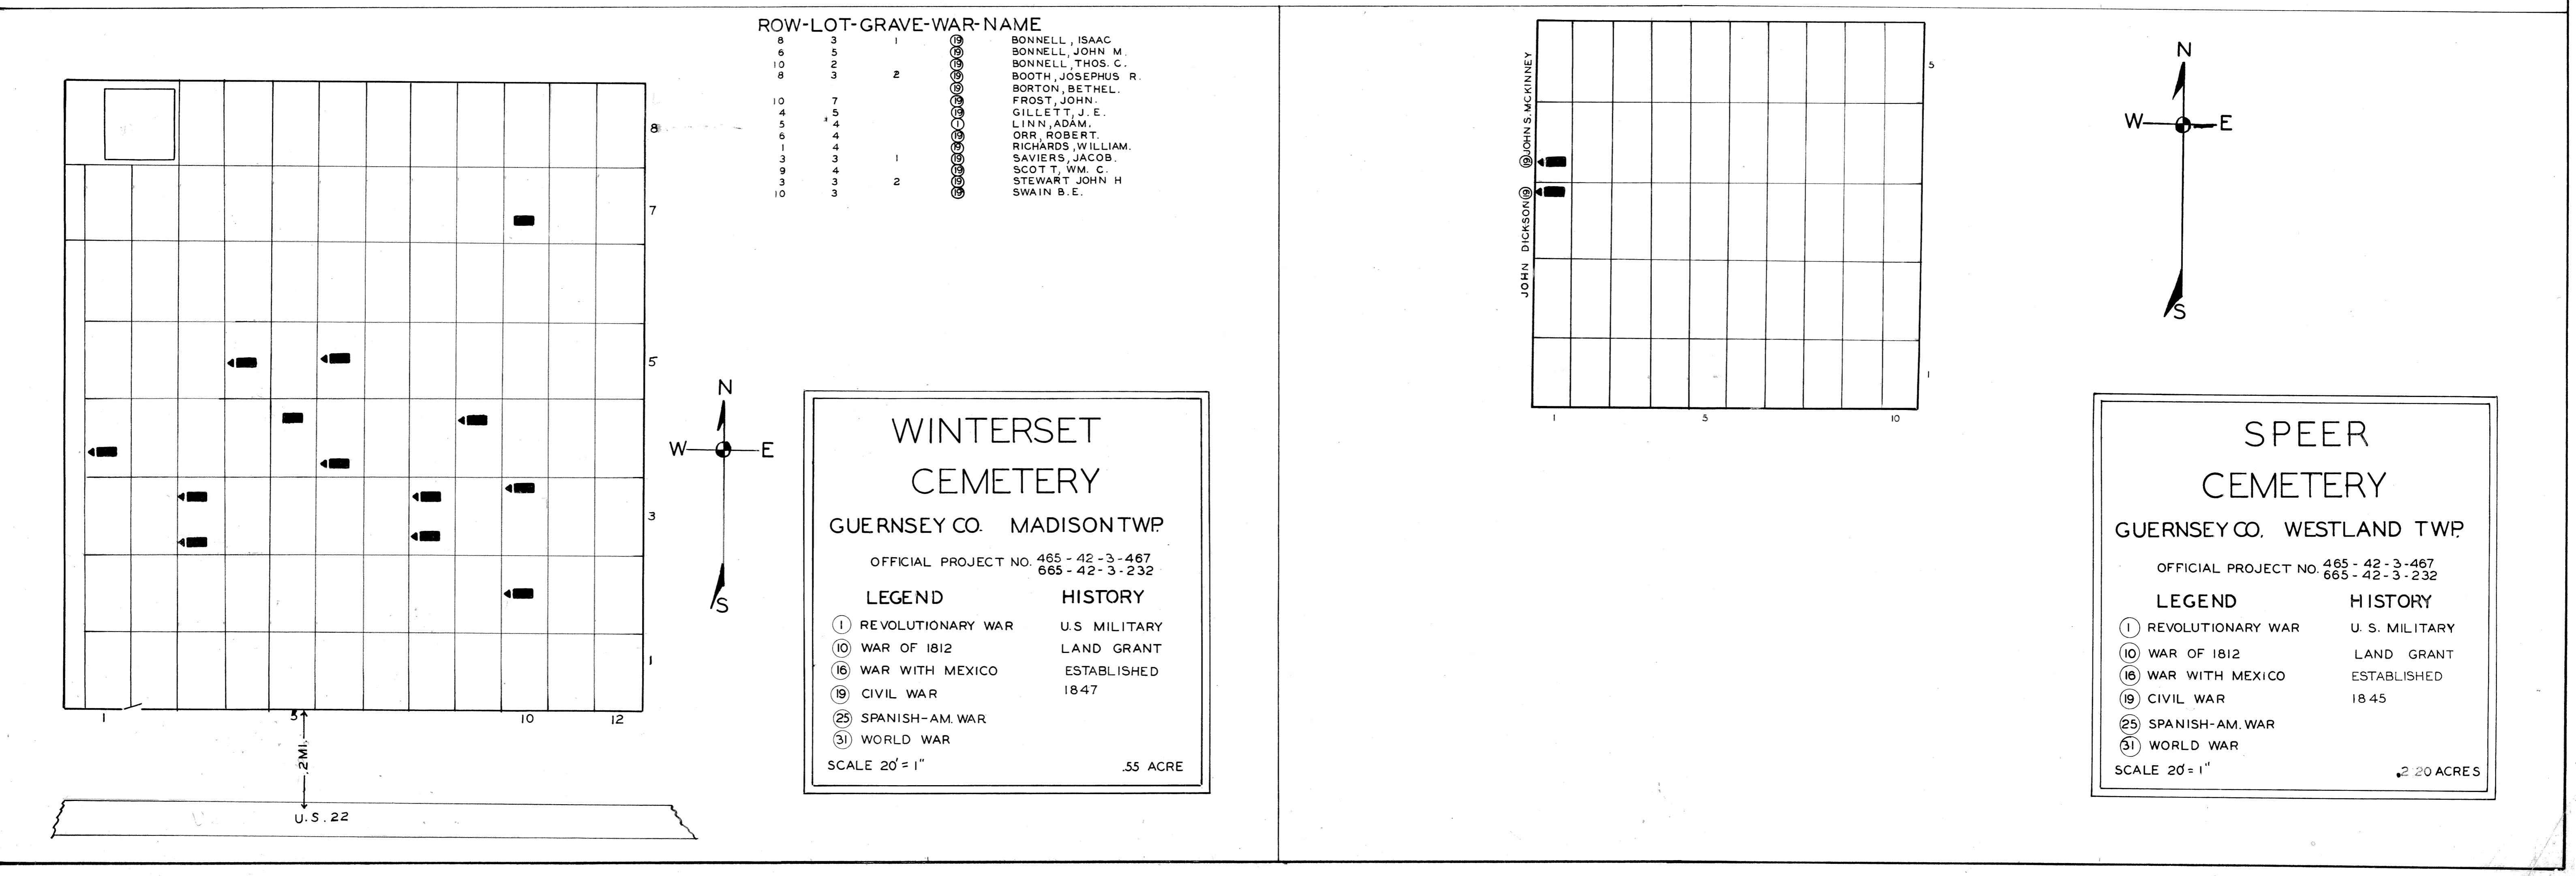 ROW-LOT-GRAVE-WAR-NAME
8 3 1 19 BONNELL, ISAAC
6 5 19 BONNELL, JOHN M.
10 2 19 BONNELL, THOS. C.
8 3 2 19 BOOTH, JOSEPHUS R.
19 BORTON, BETHEL.
10 7 19 FROST, JOHN.
4 5 19 GILLETT, J. E.
5 4 1 LINN, ADAM.
6 4 19 ORR, ROBERT.
1 4 19 RICHARDS, WILLIAM.
3 3 1 19 SAVIERS, JACOB.
9 4 19 SCOTT, WM. C.
3 3 2 19 STEWART JOHN H
10 3 19 SWAIN B.E.
8
7
5
3
1
1 5 10 12
.2MI.
U.S. 22
N
W E
S
WINTERSET
CEMETERY
GUERNSEY CO. MADISON TWP.
OFFICIAL PROJECT NO. 465-42-3-467
665-42-3-232
LEGEND
1 REVOLUTIONARY WAR
10 WAR OF 1812
16 WAR WITH MEXICO
19 CIVIL WAR
25 SPANISH-AM. WAR
31 WORLD WAR
HISTORY
U.S MILITARY
LAND GRANT
ESTABLISHED
1847
SCALE 20' = 1" .55 ACRE
19 JOHN S. MCKINNEY
JOHN DICKSON 19
5
1
1 5 10
N
W E
S
SPEER
CEMETERY
GUERNSEY CO. WESTLAND TWP.
OFFICIAL PROJECT NO. 465-42-3-467
665-42-3-232
LEGEND
1 REVOLUTIONARY WAR
10 WAR OF 1812
16 WAR WITH MEXICO
19 CIVIL WAR
25 SPANISH-AM. WAR
31 WORLD WAR
HISTORY
U. S. MILITARY
LAND GRANT
ESTABLISHED
1845
SCALE 20' = 1" .220 ACRES